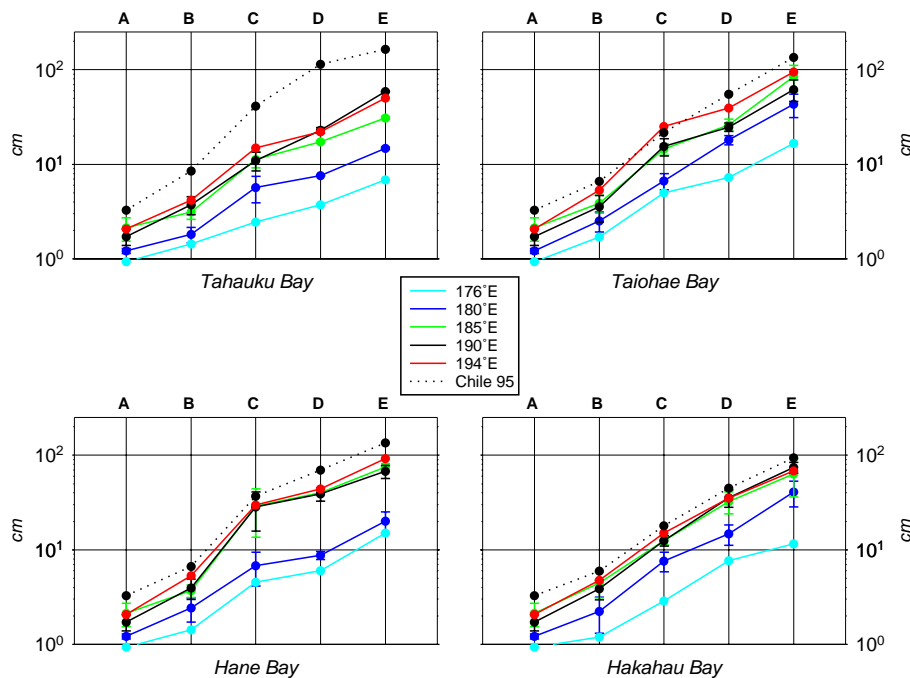 A B C D E A B C D E
10² 10²
cm cm
10¹ 10¹
10⁰ 10⁰
Tahauku Bay Taiohae Bay
176˚E
180˚E
185˚E
190˚E
194˚E
Chile 95
A B C D E A B C D E
10² 10²
cm cm
10¹ 10¹
10⁰ 10⁰
Hane Bay Hakahau Bay